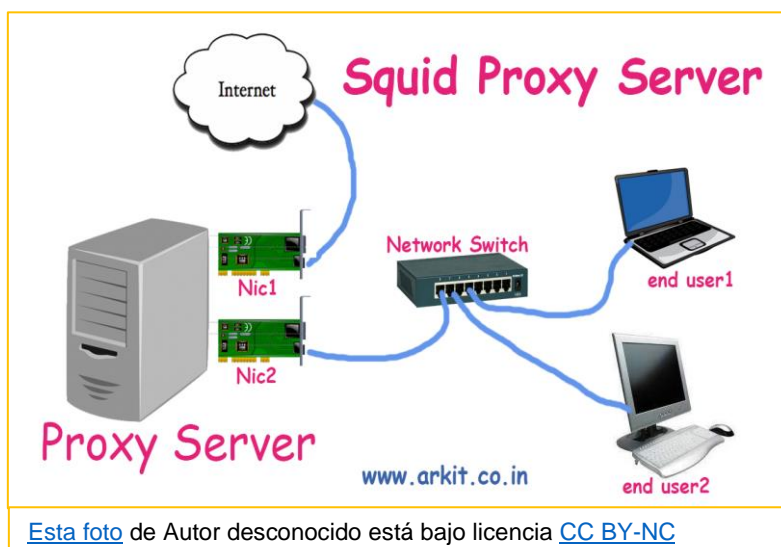 Internet
Squid Proxy Server
Network Switch
Nic1
end user1
Nic2
Proxy Server
www.arkit.co.in
end user2
Esta foto de Autor desconocido está bajo licencia CC BY-NC